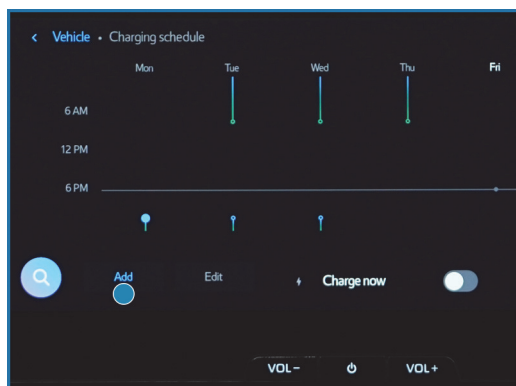 Vehicle • Charging schedule
Mon Tue Wed Thu Fri
6 AM
12 PM
6 PM
Add Edit Charge now
VOL- VOL+